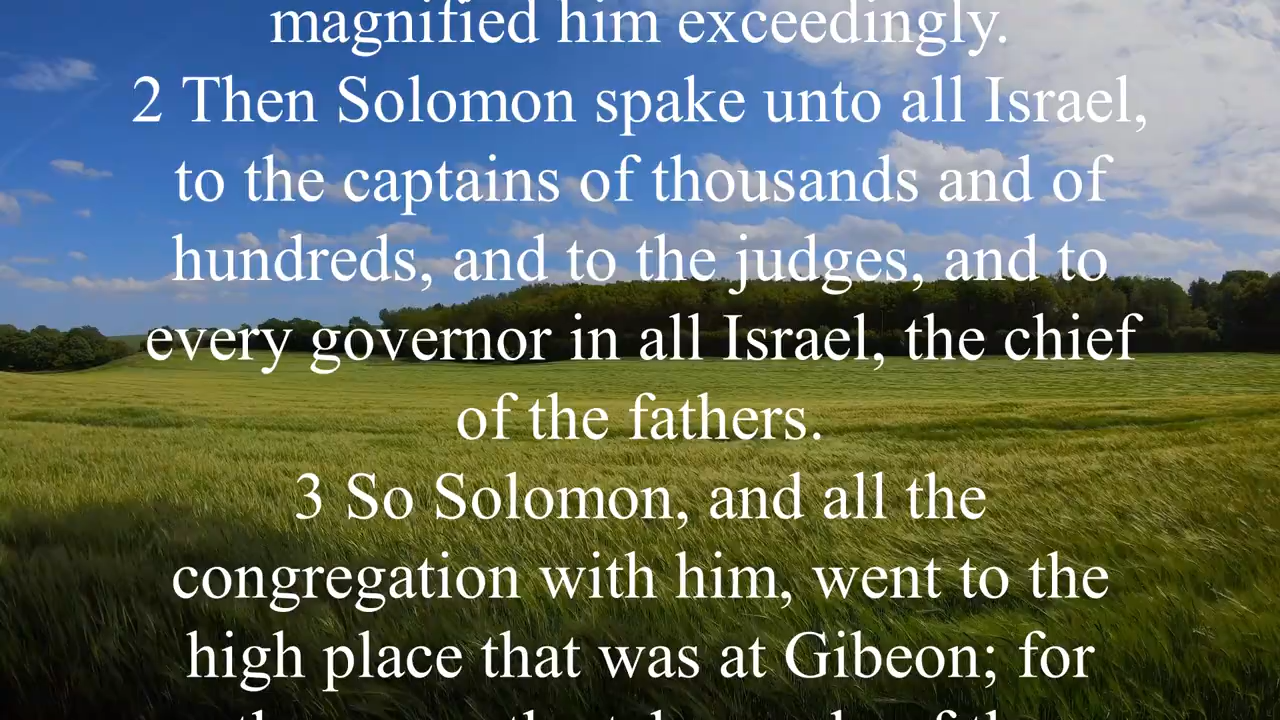 magnified him exceedingly.
2 Then Solomon spake unto all Israel,
to the captains of thousands and of
hundreds, and to the judges, and to
every governor in all Israel, the chief
of the fathers.
3 So Solomon, and all the
congregation with him, went to the
high place that was at Gibeon; for